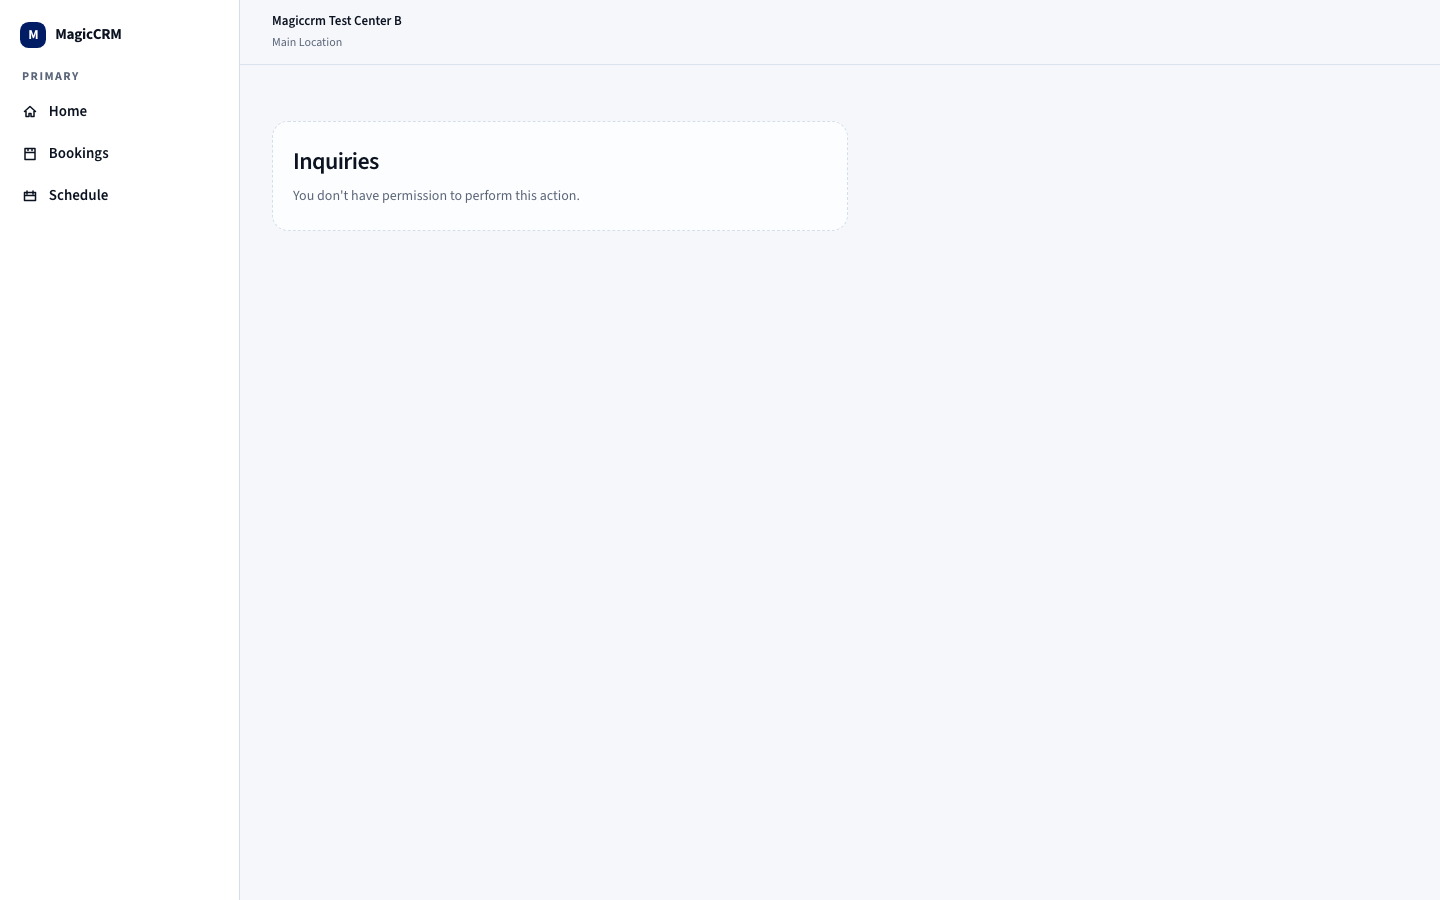 M MagicCRM
PRIMARY
Home
Bookings
Schedule
Magiccrm Test Center B
Main Location
Inquiries
You don't have permission to perform this action.